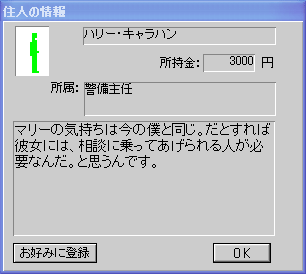 住人の情報
ハリー・キャラハン
所持金: 3000 円
所属: 警備主任
マリーの気持ちは今の僕と同じ。だとすれば
彼女には、相談に乗ってあげられる人が必
要なんだ。と思うんです。
お好みに登録 OK